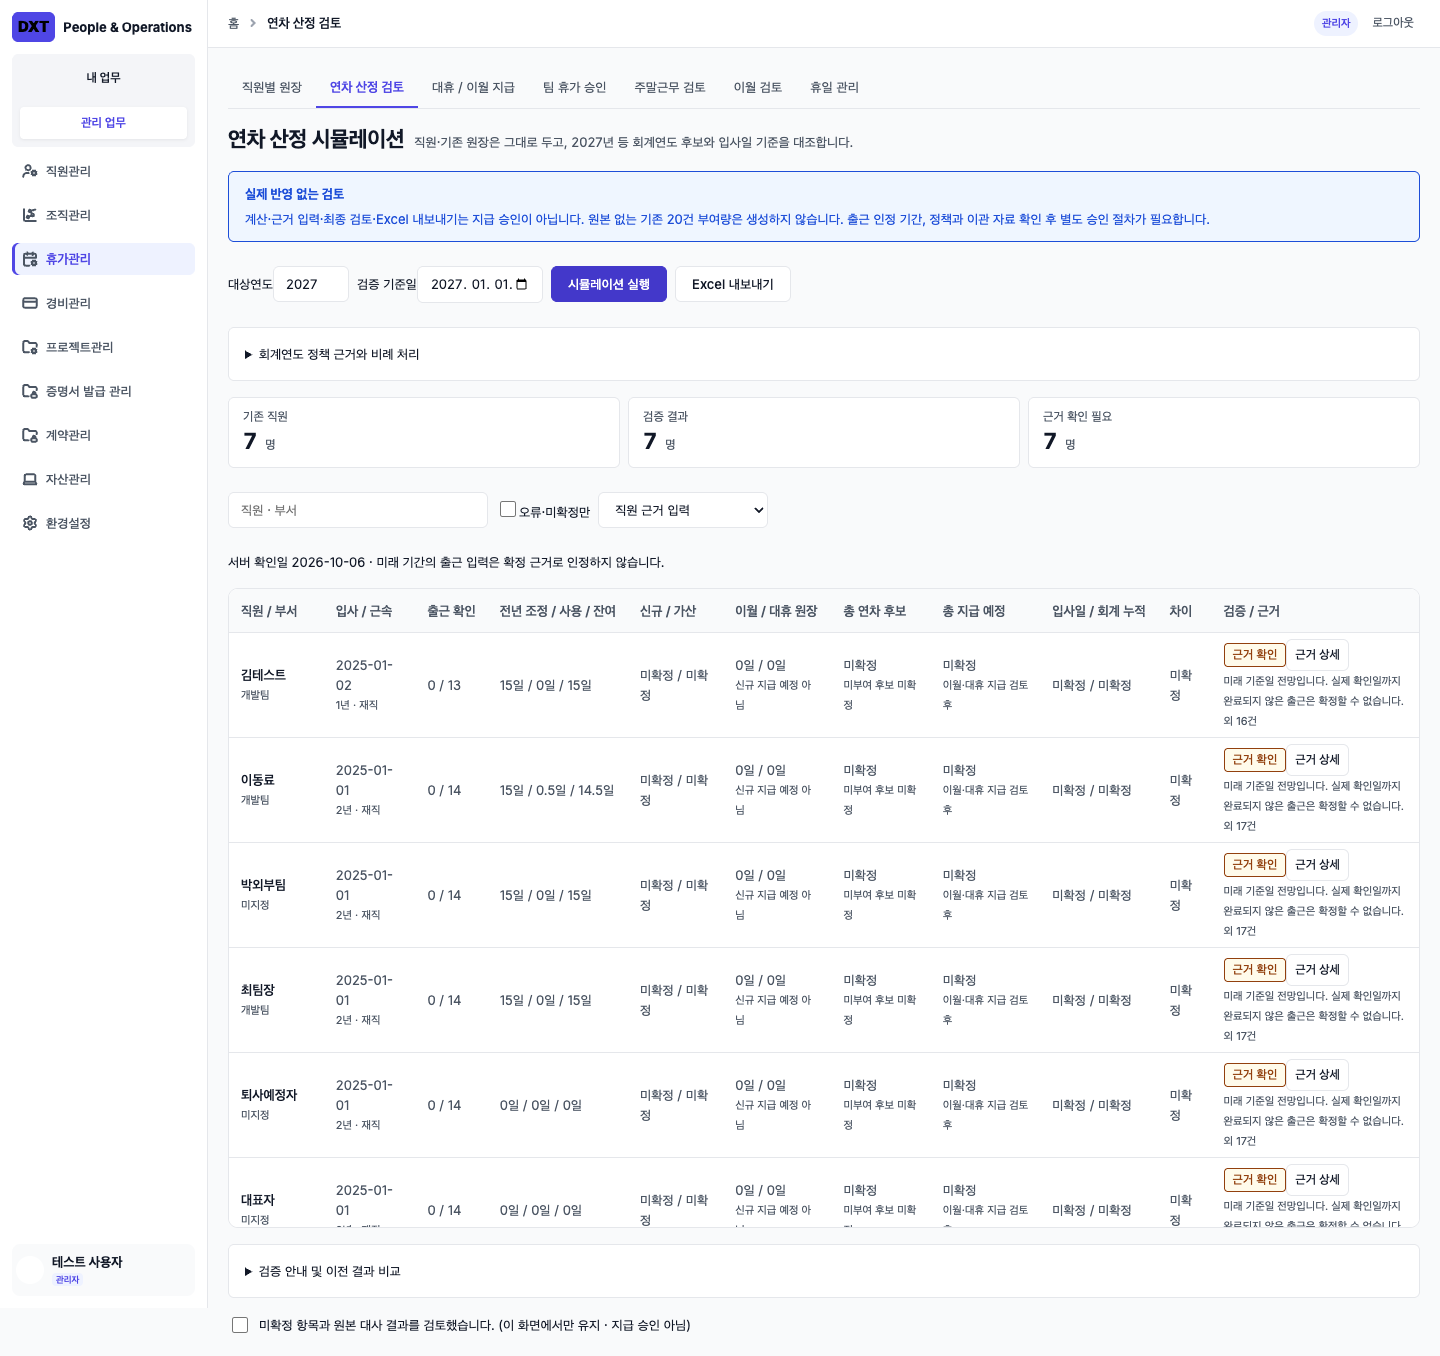 DXT People & Operations
내 업무
관리 업무
직원관리
조직관리
휴가관리
경비관리
프로젝트관리
증명서 발급 관리
계약관리
자산관리
환경설정
테스트 사용자
관리자
홈 > 연차 산정 검토
관리자 로그아웃
직원별 원장 연차 산정 검토 대휴 / 이월 지급 팀 휴가 승인 주말근무 검토 이월 검토 휴일 관리
연차 산정 시뮬레이션 직원·기존 원장은 그대로 두고, 2027년 등 회계연도 후보와 입사일 기준을 대조합니다.
실제 반영 없는 검토
계산·근거 입력·최종 검토·Excel 내보내기는 지급 승인이 아닙니다. 원본 없는 기존 20건 부여량은 생성하지 않습니다. 출근 인정 기간, 정책과 이관 자료 확인 후 별도 승인 절차가 필요합니다.
대상연도 2027 검증 기준일 2027. 01. 01. 시뮬레이션 실행 Excel 내보내기
▶ 회계연도 정책 근거와 비례 처리
기존 직원
7 명
검증 결과
7 명
근거 확인 필요
7 명
직원 · 부서 오류·미확정만 직원 근거 입력
서버 확인일 2026-10-06 · 미래 기간의 출근 입력은 확정 근거로 인정하지 않습니다.
직원 / 부서 입사 / 근속 출근 확인 전년 조정 / 사용 / 잔여 신규 / 가산 이월 / 대휴 원장 총 연차 후보 총 지급 예정 입사일 / 회계 누적 차이 검증 / 근거
김테스트
개발팀
2025-01-
02
1년 · 재직
0 / 13
15일 / 0일 / 15일
미확정 / 미확
정
0일 / 0일
신규 지급 예정 아
님
미확정
미부여 후보 미확
정
미확정
이월·대휴 지급 검토
후
미확정 / 미확정
미확
정
근거 확인 근거 상세
미래 기준일 전망입니다. 실제 확인일까지
완료되지 않은 출근은 확정할 수 없습니다.
외 16건
이동료
개발팀
2025-01-
01
2년 · 재직
0 / 14
15일 / 0.5일 / 14.5일
미확정 / 미확
정
0일 / 0일
신규 지급 예정 아
님
미확정
미부여 후보 미확
정
미확정
이월·대휴 지급 검토
후
미확정 / 미확정
미확
정
근거 확인 근거 상세
미래 기준일 전망입니다. 실제 확인일까지
완료되지 않은 출근은 확정할 수 없습니다.
외 17건
박외부팀
미지정
2025-01-
01
2년 · 재직
0 / 14
15일 / 0일 / 15일
미확정 / 미확
정
0일 / 0일
신규 지급 예정 아
님
미확정
미부여 후보 미확
정
미확정
이월·대휴 지급 검토
후
미확정 / 미확정
미확
정
근거 확인 근거 상세
미래 기준일 전망입니다. 실제 확인일까지
완료되지 않은 출근은 확정할 수 없습니다.
외 17건
최팀장
개발팀
2025-01-
01
2년 · 재직
0 / 14
15일 / 0일 / 15일
미확정 / 미확
정
0일 / 0일
신규 지급 예정 아
님
미확정
미부여 후보 미확
정
미확정
이월·대휴 지급 검토
후
미확정 / 미확정
미확
정
근거 확인 근거 상세
미래 기준일 전망입니다. 실제 확인일까지
완료되지 않은 출근은 확정할 수 없습니다.
외 17건
퇴사예정자
미지정
2025-01-
01
2년 · 재직
0 / 14
0일 / 0일 / 0일
미확정 / 미확
정
0일 / 0일
신규 지급 예정 아
님
미확정
미부여 후보 미확
정
미확정
이월·대휴 지급 검토
후
미확정 / 미확정
미확
정
근거 확인 근거 상세
미래 기준일 전망입니다. 실제 확인일까지
완료되지 않은 출근은 확정할 수 없습니다.
외 17건
대표자
미지정
2025-01-
01
0 / 14
0일 / 0일 / 0일
미확정 / 미확
정
0일 / 0일
신규 지급 예정 아
미확정
미부여 후보 미확
미확정
이월·대휴 지급 검토
미확정 / 미확정
미확
정
근거 확인 근거 상세
미래 기준일 전망입니다. 실제 확인일까지
완료되지 않은 출근은 확정할 수 없습니다.
▶ 검증 안내 및 이전 결과 비교
미확정 항목과 원본 대사 결과를 검토했습니다. (이 화면에서만 유지 · 지급 승인 아님)